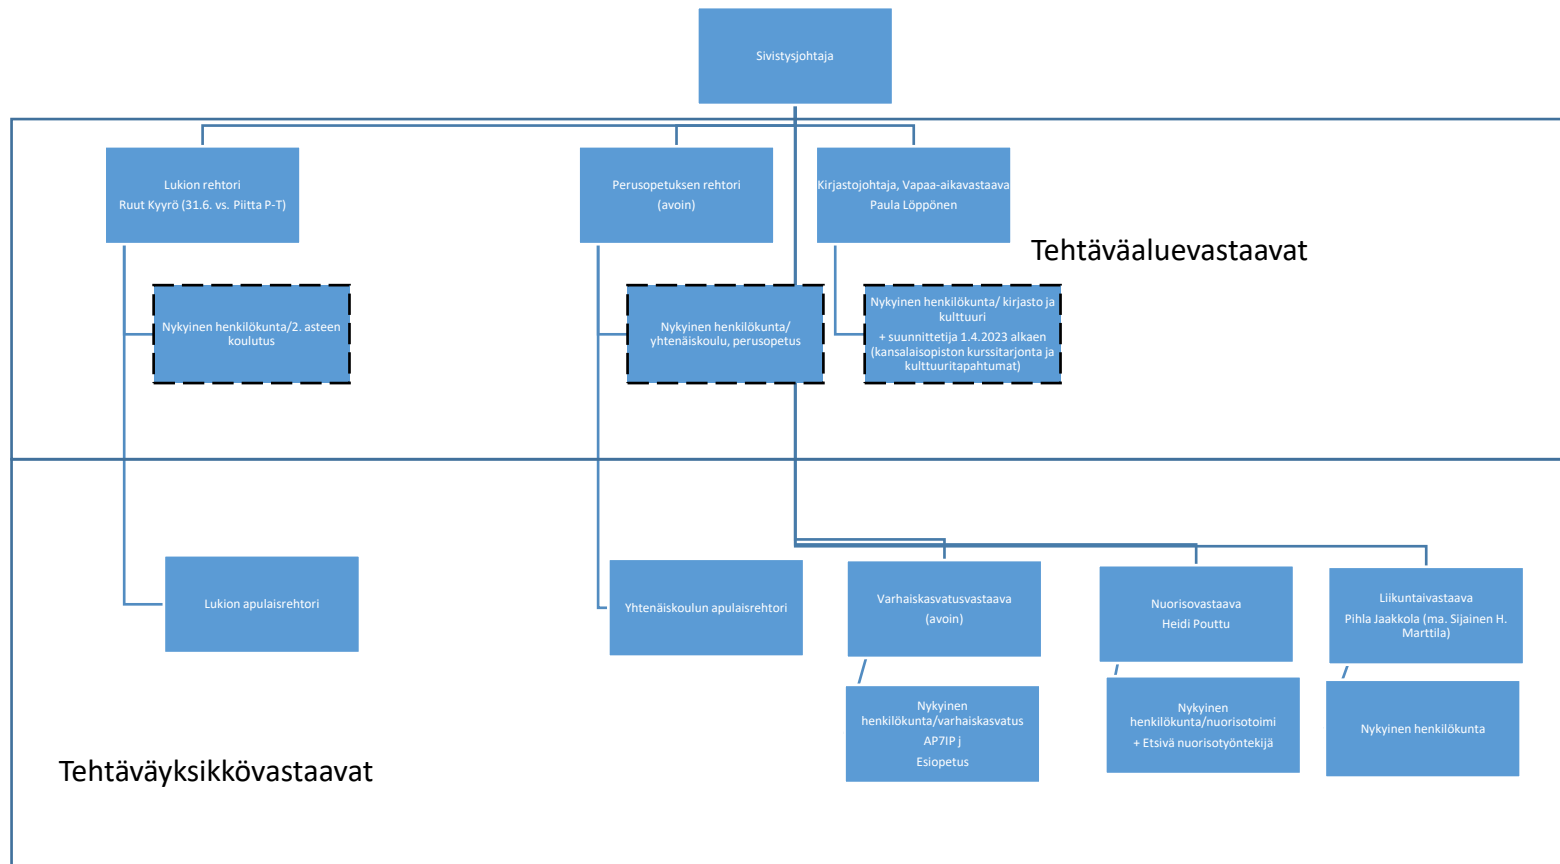 Sivistysjohtaja
Lukion rehtori
Ruut Kyyrö (31.6. vs. Piitta P-T)
Perusopetuksen rehtori
(avoin)
Kirjastojohtaja, Vapaa-aikavastaava
Paula Löppönen
Tehtäväaluevastaavat
Nykyinen henkilökunta/2. asteen
koulutus
Nykyinen henkilökunta/
yhtenäiskoulu, perusopetus
Nykyinen henkilökunta/ kirjasto ja
kulttuuri
+ suunnittetija 1.4.2023 alkaen
(kansalaisopiston kurssitarjonta ja
kulttuuritapahtumat)
Lukion apulaisrehtori
Yhtenäiskoulun apulaisrehtori
Varhaiskasvatusvastaava
(avoin)
Nuorisovastaava
Heidi Pouttu
Liikuntaivastaava
Pihla Jaakkola (ma. Sijainen H.
Marttila)
Nykyinen
henkilökunta/varhaiskasvatus
AP7IP j
Esiopetus
Nykyinen
henkilökunta/nuorisotoimi
+ Etsivä nuorisotyöntekijä
Nykyinen henkilökunta
Tehtäväyksikkövastaavat